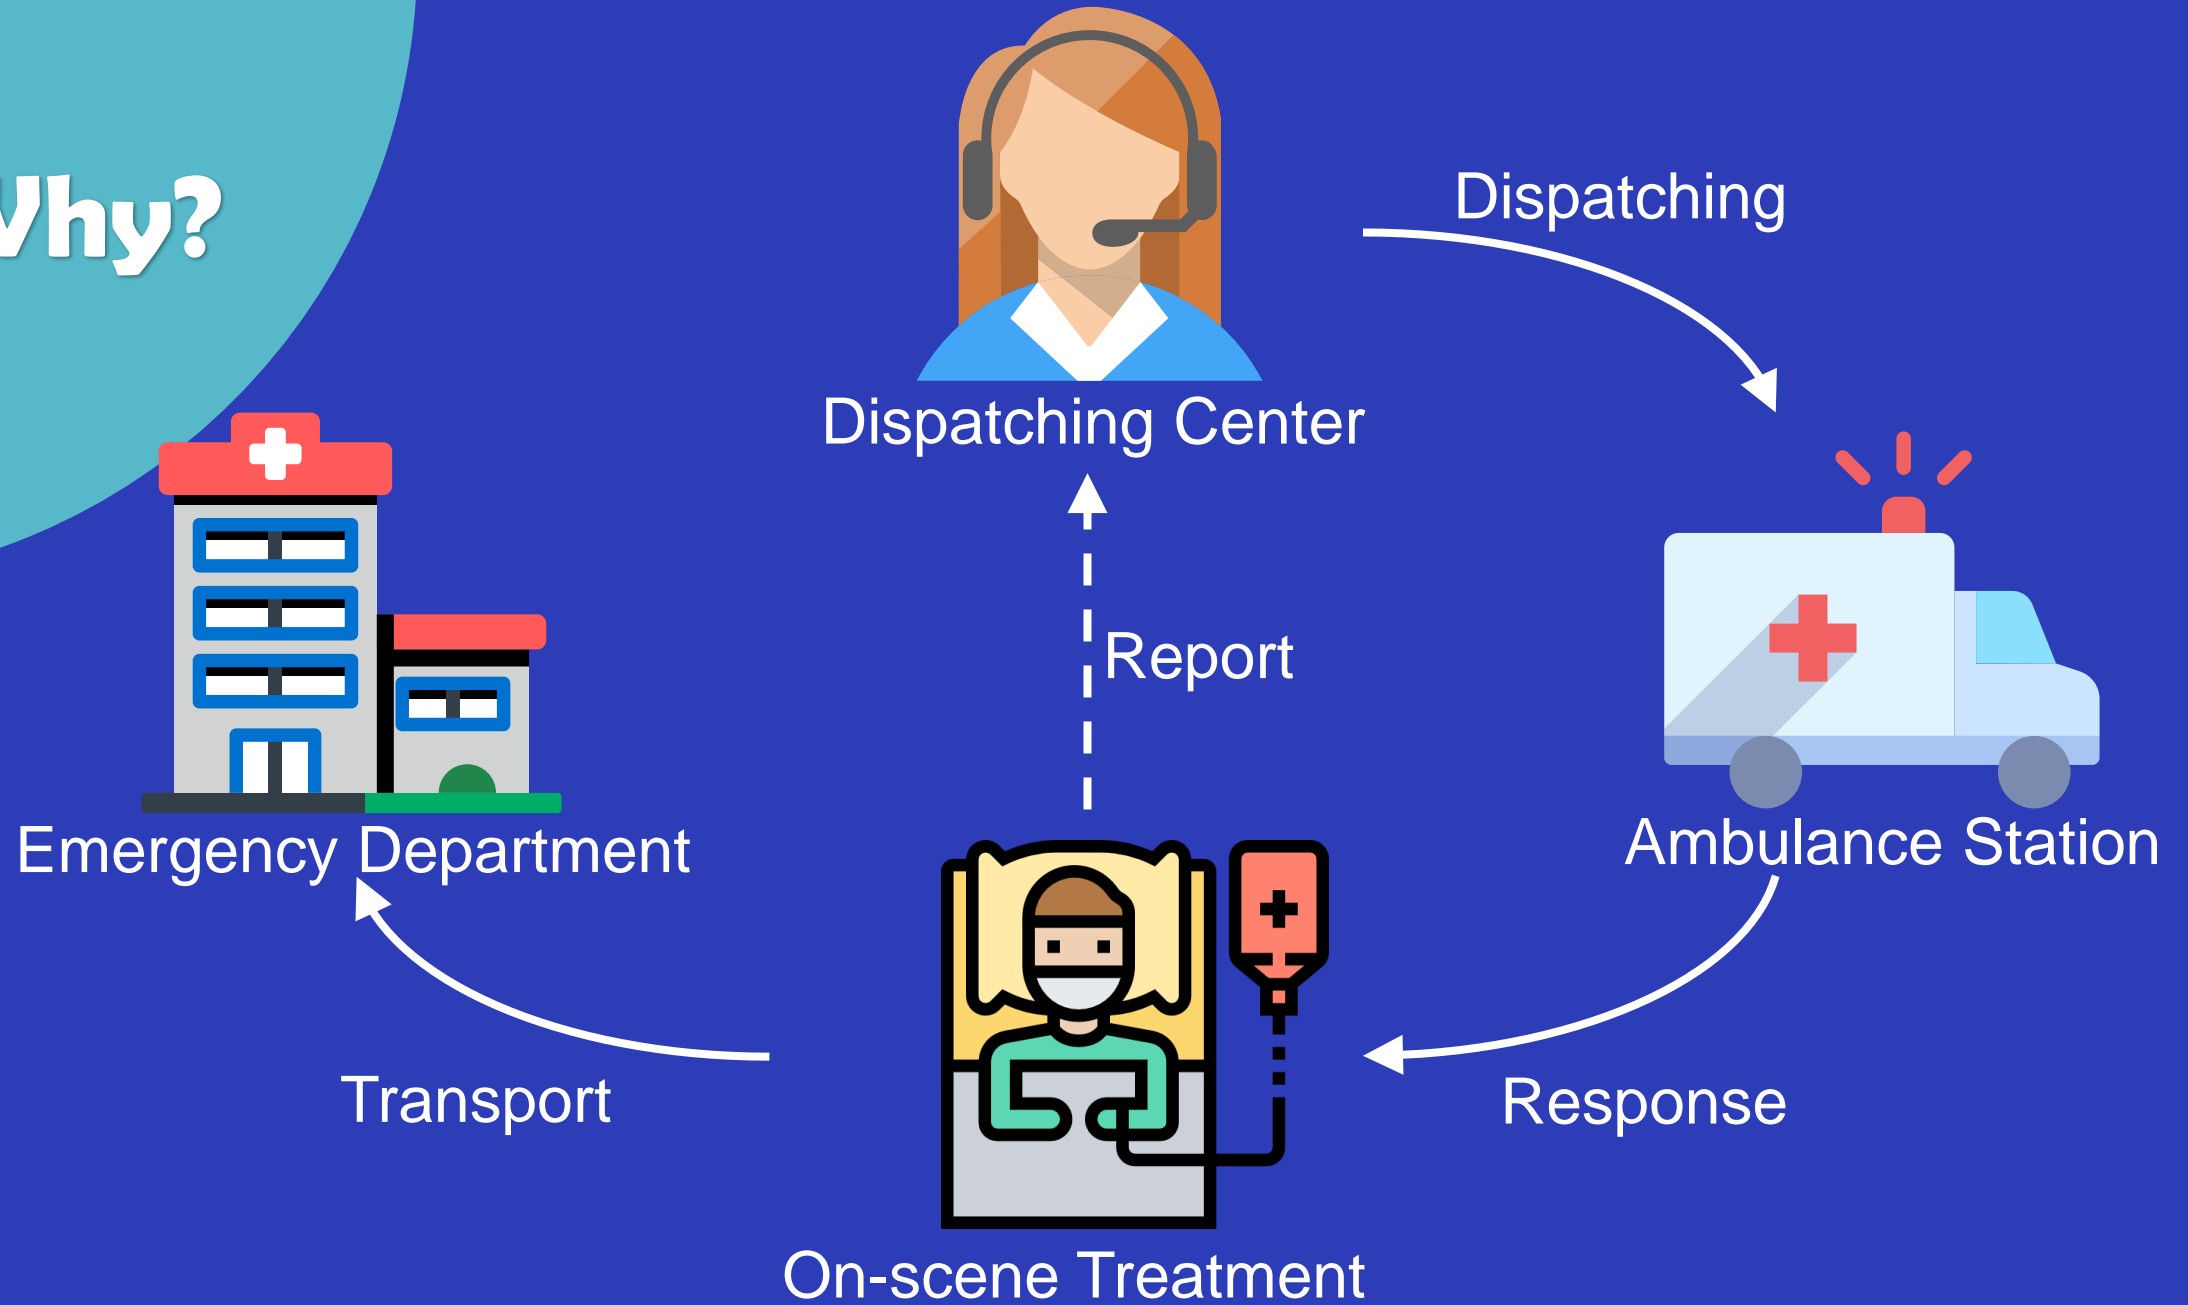 Why?
Dispatching
Dispatching Center
Report
Emergency Department
Ambulance Station
Transport
Response
On-scene Treatment